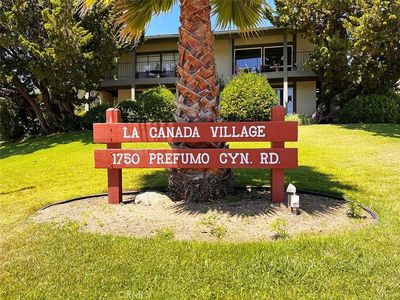 LA CANADA VILLAGE
1750 PREFUMO CYN. RD.